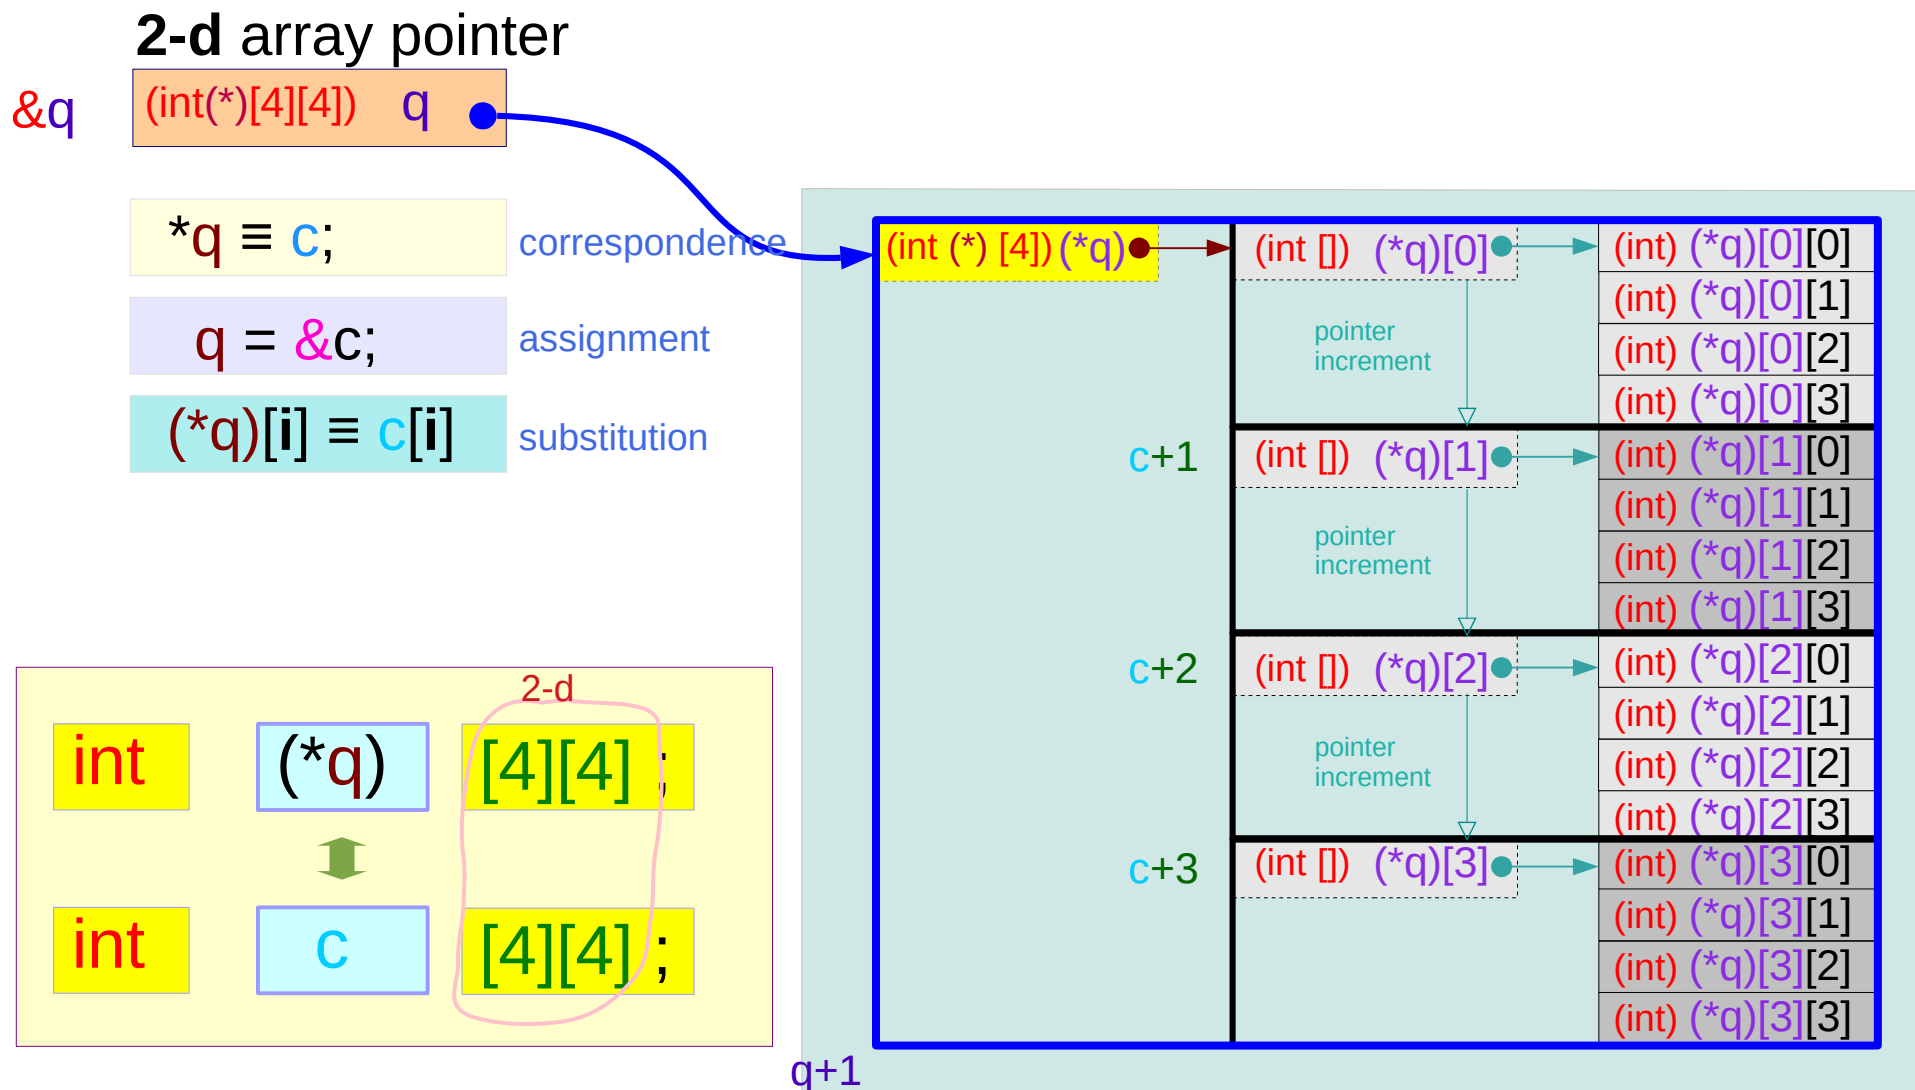 2-d array pointer
&q (int(*)[4][4]) q
*q ≡ c; correspondence
q = &c; assignment
(*q)[i] ≡ c[i] substitution
2-d
int (*q) [4][4] ;
int c [4][4] ;
(int (*) [4]) (*q) (int []) (*q)[0] (int) (*q)[0][0]
(int) (*q)[0][1]
pointer
increment
(int) (*q)[0][2]
(int) (*q)[0][3]
c+1 (int []) (*q)[1] (int) (*q)[1][0]
(int) (*q)[1][1]
pointer
increment
(int) (*q)[1][2]
(int) (*q)[1][3]
c+2 (int []) (*q)[2] (int) (*q)[2][0]
(int) (*q)[2][1]
pointer
increment
(int) (*q)[2][2]
(int) (*q)[2][3]
c+3 (int []) (*q)[3] (int) (*q)[3][0]
(int) (*q)[3][1]
(int) (*q)[3][2]
(int) (*q)[3][3]
q+1